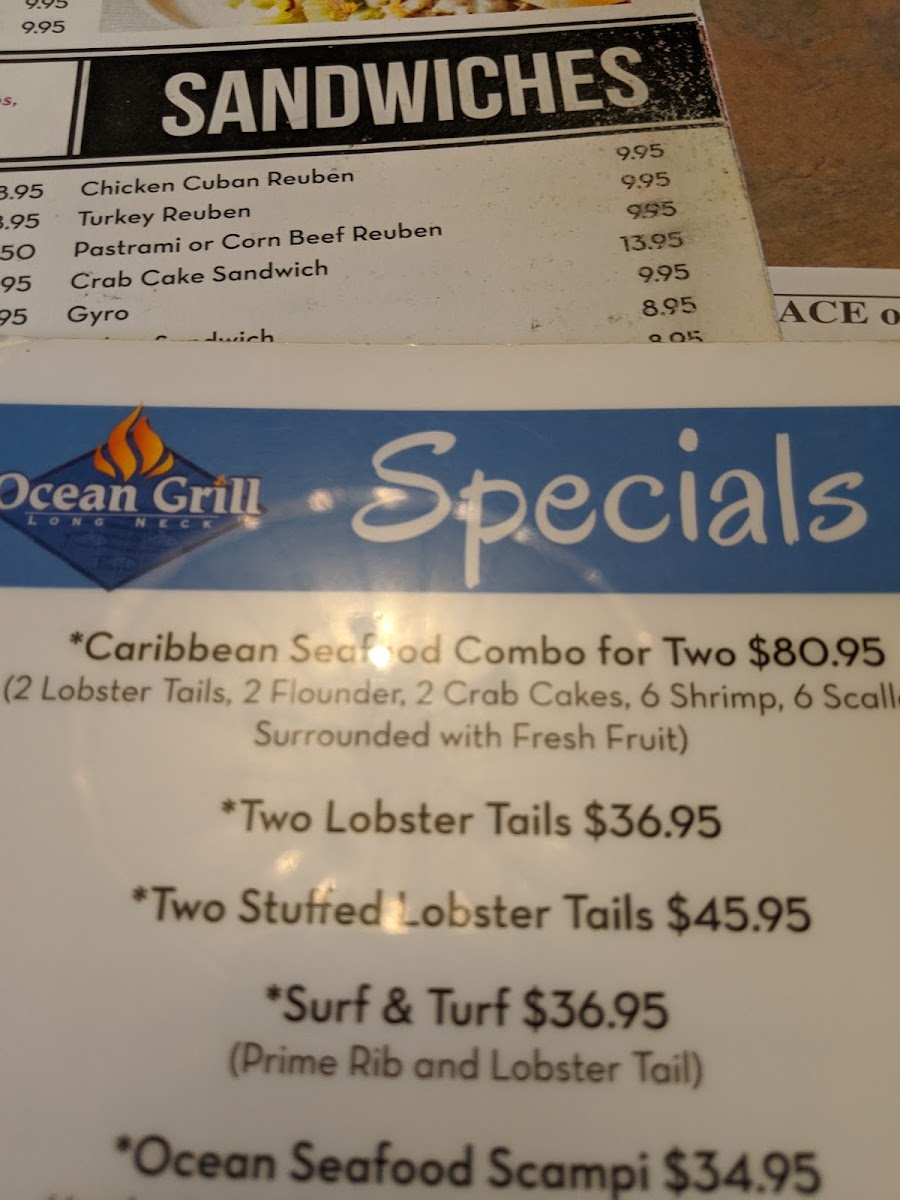 9.95
9.95
SANDWICHES
s,
.95 Chicken Cuban Reuben 9.95
.95 Turkey Reuben 9.95
50 Pastrami or Corn Beef Reuben 9.95
95 Crab Cake Sandwich 13.95
95 Gyro 9.95
8.95
ACE
Ocean Grill
LONG NECK
Specials
*Caribbean Seafood Combo for Two $80.95
(2 Lobster Tails, 2 Flounder, 2 Crab Cakes, 6 Shrimp, 6 Scall
Surrounded with Fresh Fruit)
*Two Lobster Tails $36.95
*Two Stuffed Lobster Tails $45.95
*Surf & Turf $36.95
(Prime Rib and Lobster Tail)
*Ocean Seafood Scampi $34.95